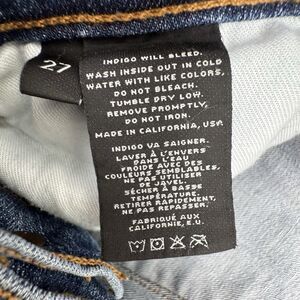 27
INDIGO WILL BLEED.
WASH INSIDE OUT IN COLD
WATER WITH LIKE COLORS,
DO NOT BLEACH.
TUMBLE DRY LOW.
REMOVE PROMPTLY,
DO NOT IRON.
MADE IN CALIFORNIA, USA.
INDIGO VA SAIGNER.
LAVER À L'ENVERS
DANS L'EAU
FROIDE AVEC DES
COULEURS SEMBLABLES,
NE PAS UTILISER
DE JAVEL.
SÉCHER À BASSE
TEMPÉRATURE,
RETIRER RAPIDEMENT,
NE PAS REPASSER.
FABRIQUÉ AUX
CALIFORNIE, E.U.